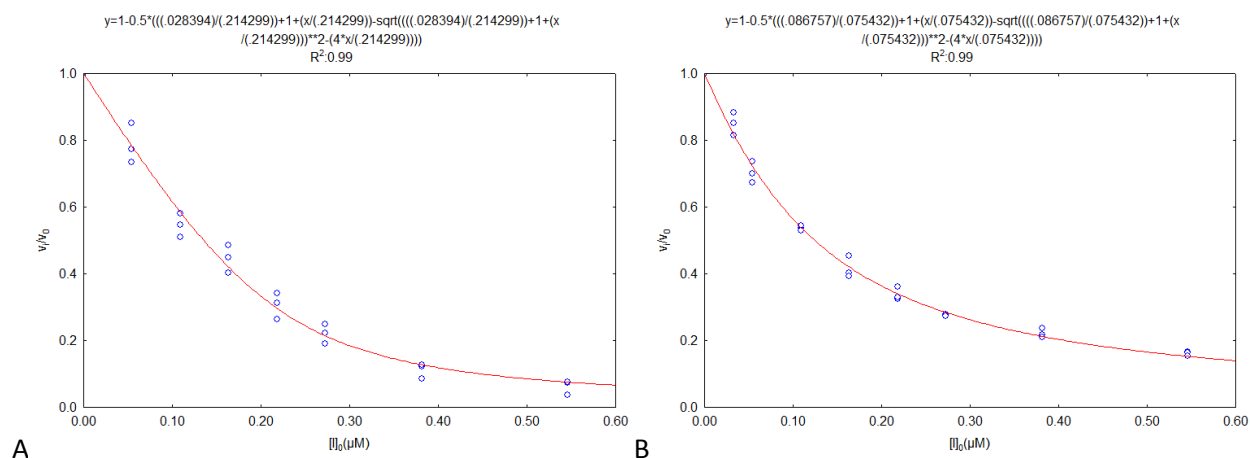 y=1-0.5*(((.028394)/(.214299))+1+(x/(.214299))-sqrt((((.028394)/(.214299))+1+(x
/(.214299)))**2-(4*x/(.214299))))
R²:0.99
1.0
0.8
0.6
0.4
0.2
0.0
vᵢ/v₀
0.00 0.10 0.20 0.30 0.40 0.50 0.60
[I]₀(µM)
A
y=1-0.5*(((.086757)/(.075432))+1+(x/(.075432))-sqrt((((.086757)/(.075432))+1+(x
/(.075432)))**2-(4*x/(.075432))))
R²:0.99
1.0
0.8
0.6
0.4
0.2
0.0
vᵢ/v₀
0.00 0.10 0.20 0.30 0.40 0.50 0.60
[I]₀(µM)
B